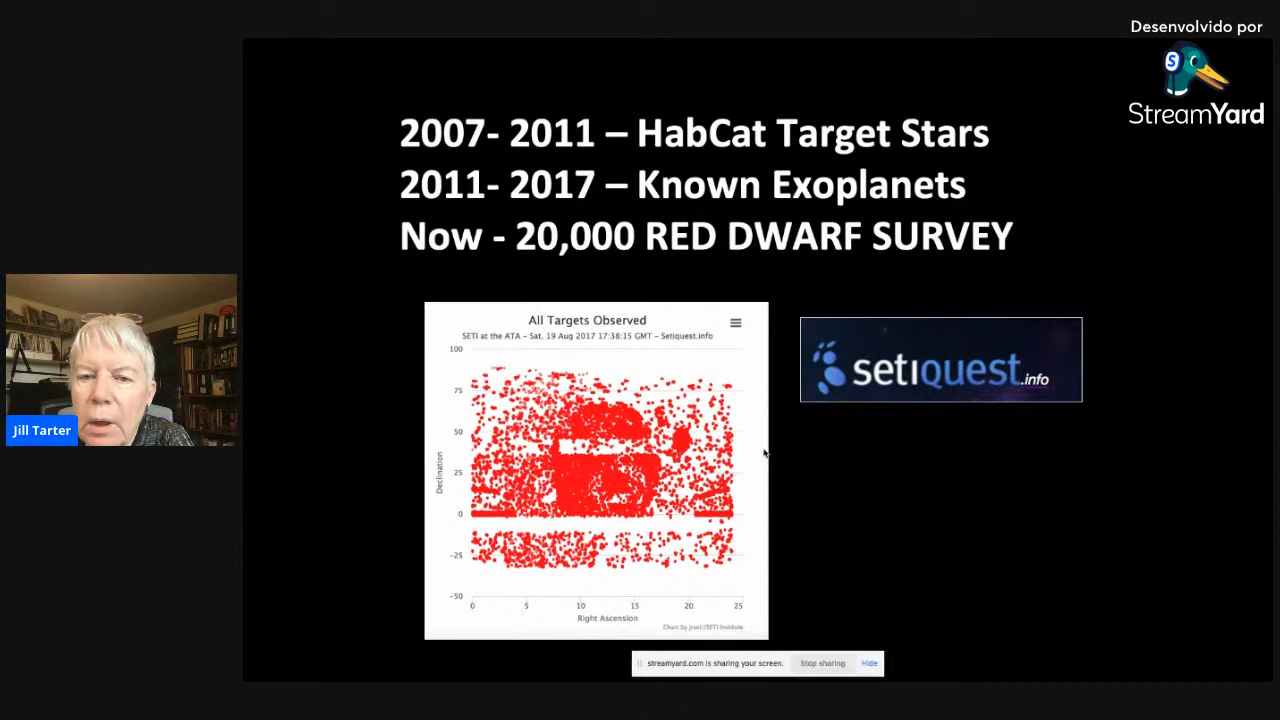 Desenvolvido por
StreamYard
2007- 2011 – HabCat Target Stars
2011- 2017 – Known Exoplanets
Now - 20,000 RED DWARF SURVEY
All Targets Observed
SETI at the ATA – Sat, 19 Aug 2017 17:38:15 GMT – Setiquest.info
100
75
50
25
0
-25
-50
Declination
0 5 10 15 20 25
Right Ascension
Chart by
/SETI Institute
setiquest.info
Jill Tarter
streamyard.com is sharing your screen. Stop sharing Hide